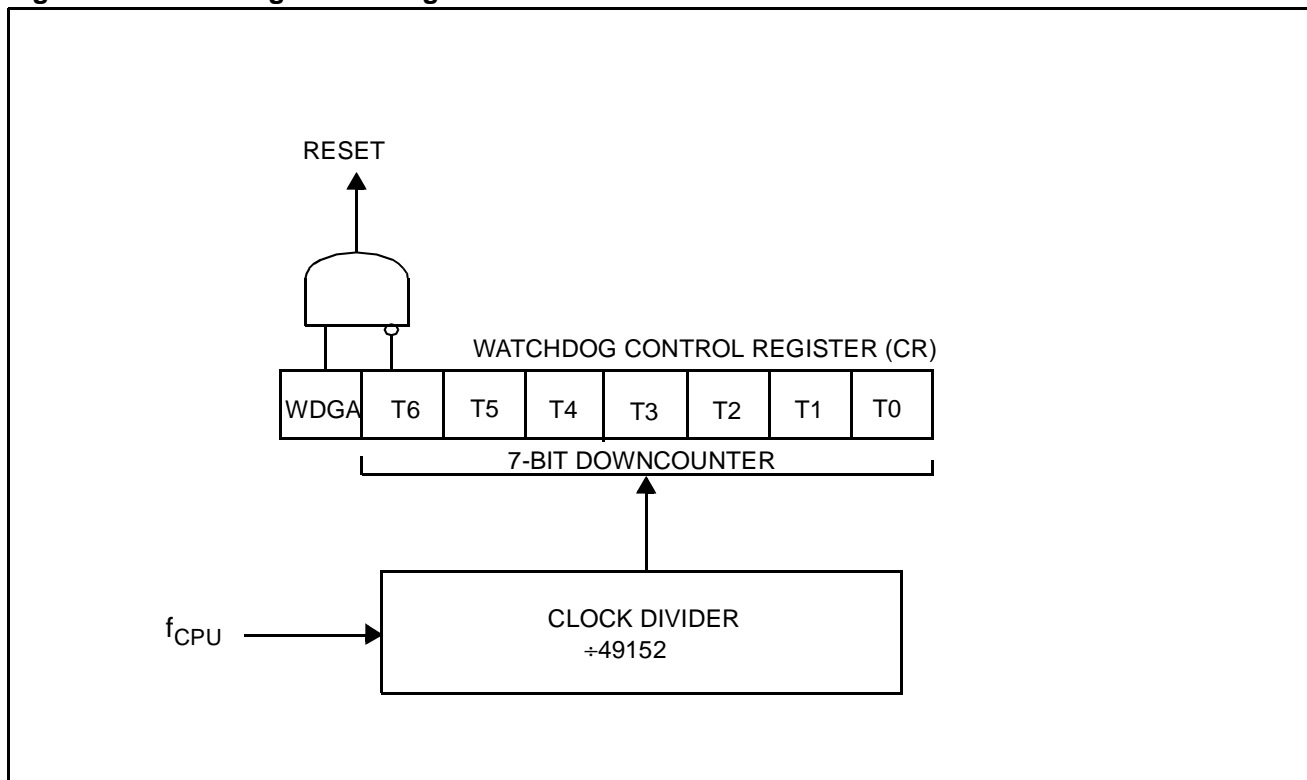 RESET
WATCHDOG CONTROL REGISTER (CR)
WDGA T6 T5 T4 T3 T2 T1 T0
7-BIT DOWNCOUNTER
fCPU
CLOCK DIVIDER
÷49152